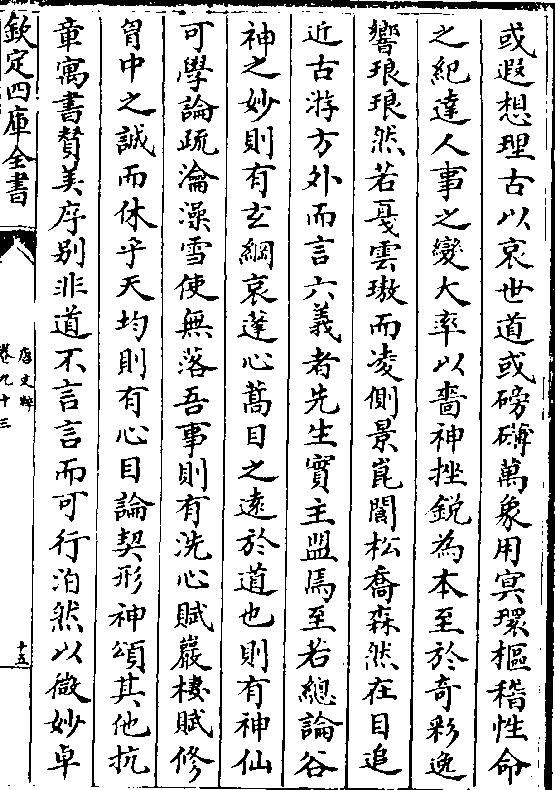 或遐想理古以哀世道或磅礴萬象用冥環樞稽性命
之紀達人事之變大率以嗇神挫銳為本至於奇彩逸
響琅琅然若戛雲璈而凌側景崑閬松喬森然在目追
近古游方外而言六義者先生實主盟焉至若總論谷
神之妙則有玄綱哀蓬心蒿目之遠於道也則有神仙
可學論疏瀹澡雪使無落吾事則有洗心賦巖棲賦修
胷中之誠而休乎天均則有心目論契形神頌其他抗
章寓書賛美序别非道不言言而可行泊然以微妙卓
欽定四庫全書
唐文粹
卷九十三
十五